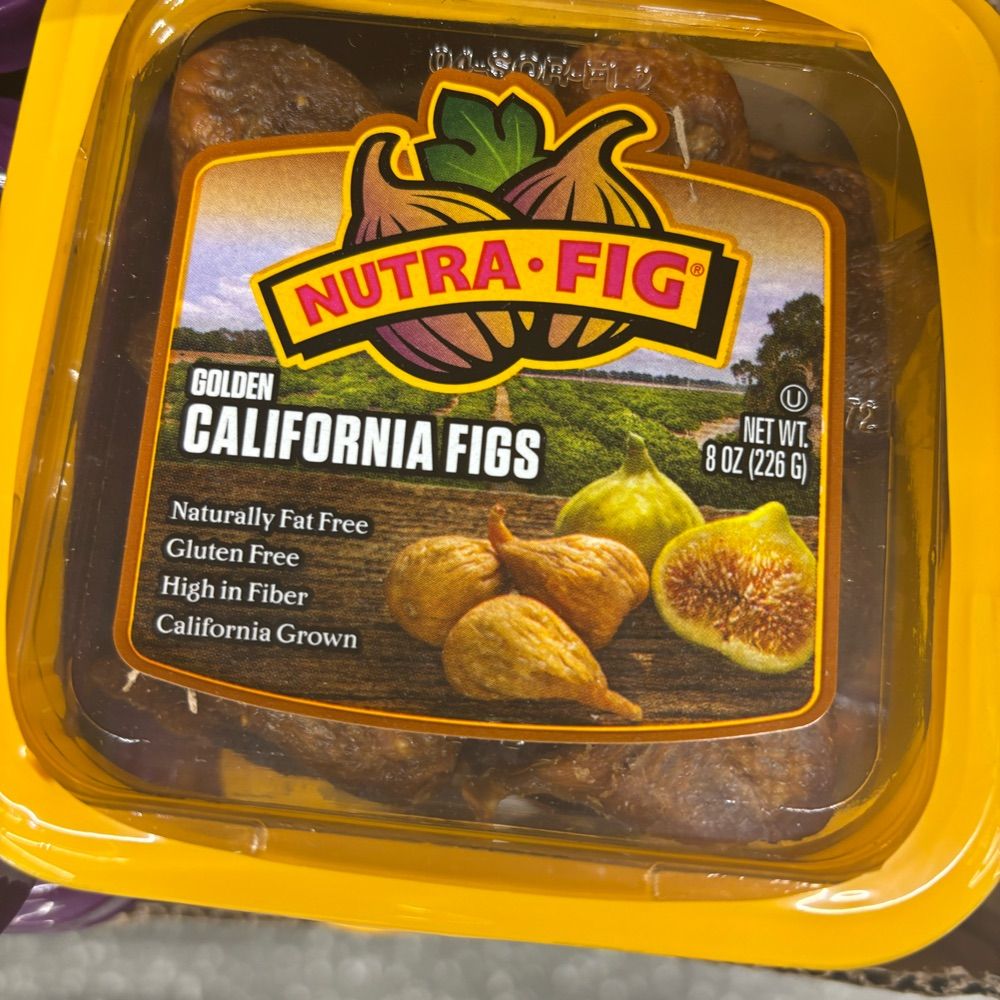 NUTRA • FIG®
GOLDEN
CALIFORNIA FIGS
U
NET WT.
8 OZ (226 G)
Naturally Fat Free
Gluten Free
High in Fiber
California Grown